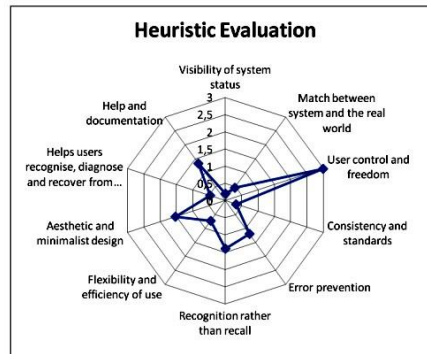 Heuristic Evaluation
Visibility of system
status
Match between
system and the real
world
User control and
freedom
Consistency and
standards
Error prevention
Recognition rather
than recall
Flexibility and
efficiency of use
Aesthetic and
minimalist design
Helps users
recognise, diagnose
and recover from...
Help and
documentation
3
2,5
2
1,5
1
0,5
0